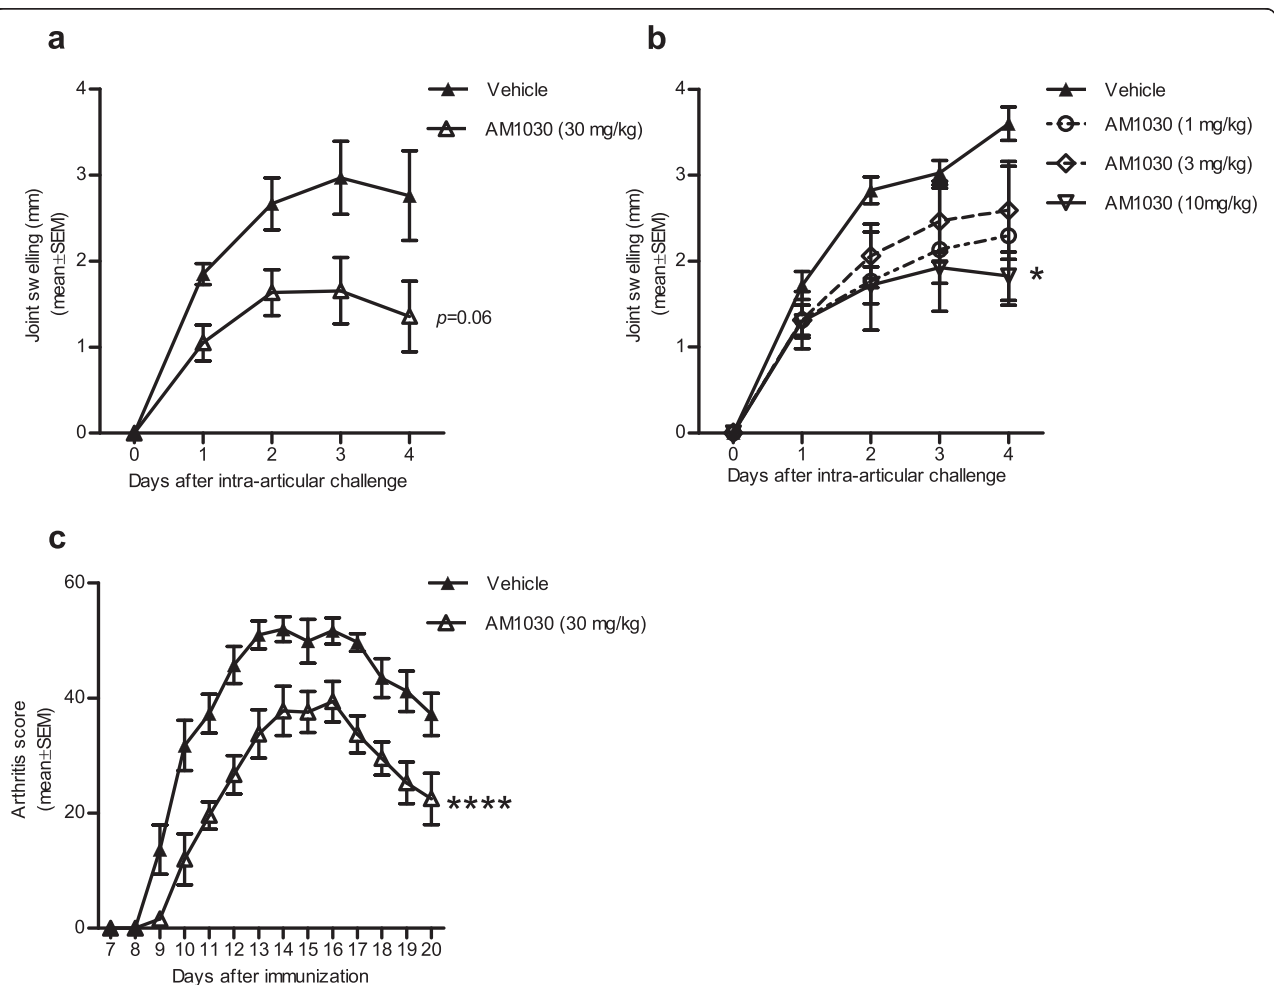 a
4
3
2
1
0
Joint swelling (mm)
(mean±SEM)
Vehicle
AM1030 (30 mg/kg)
p=0.06
0 1 2 3 4
Days after intra-articular challenge
b
4
3
2
1
0
Joint swelling (mm)
(mean±SEM)
Vehicle
AM1030 (1 mg/kg)
AM1030 (3 mg/kg)
AM1030 (10mg/kg)
*
0 1 2 3 4
Days after intra-articular challenge
c
60
40
20
0
Arthritis score
(mean±SEM)
Vehicle
AM1030 (30 mg/kg)
****
7 8 9 10 11 12 13 14 15 16 17 18 19 20
Days after immunization